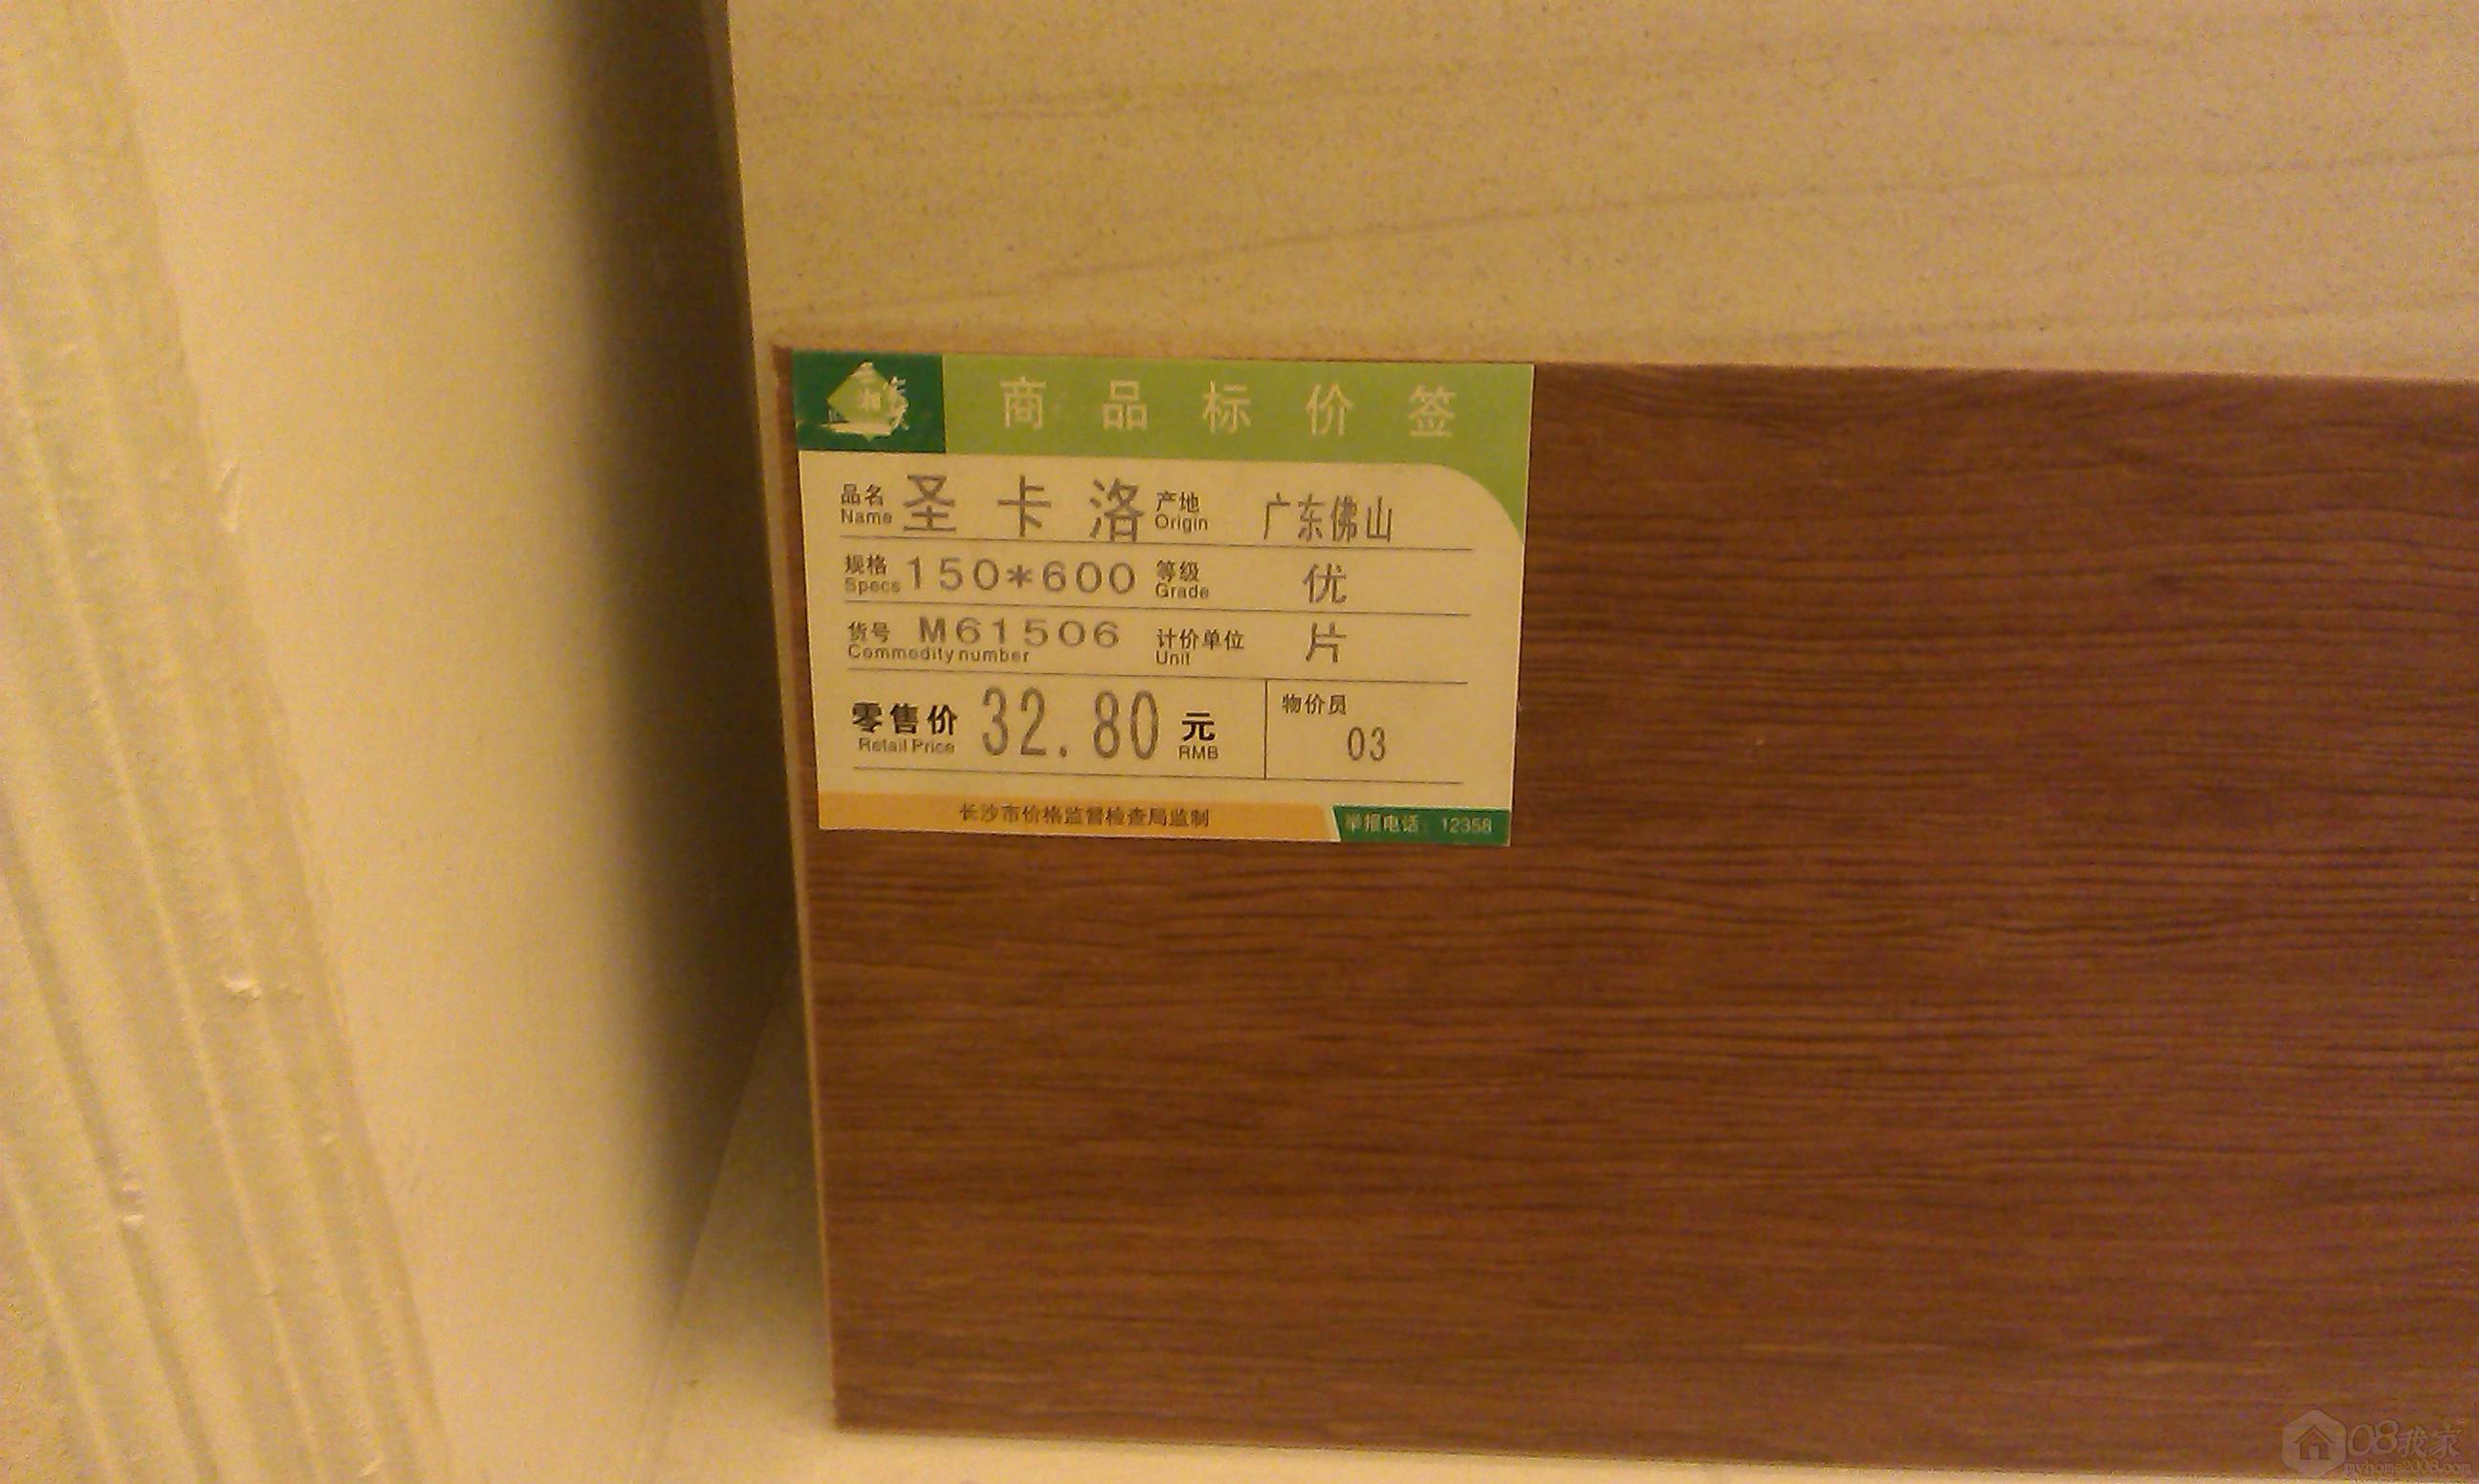 商品标价签
品名 圣卡洛 产地 广东佛山
Name Origin
规格 150*600 等级 优
Specs Grade
货号 M61506 计价单位 片
Commodity number Unit
零售价 32.80 元 物价员
Retail Price RMB 03
长沙市价格监督检查局监制 举报电话：12358
08我家
myhome2008.com